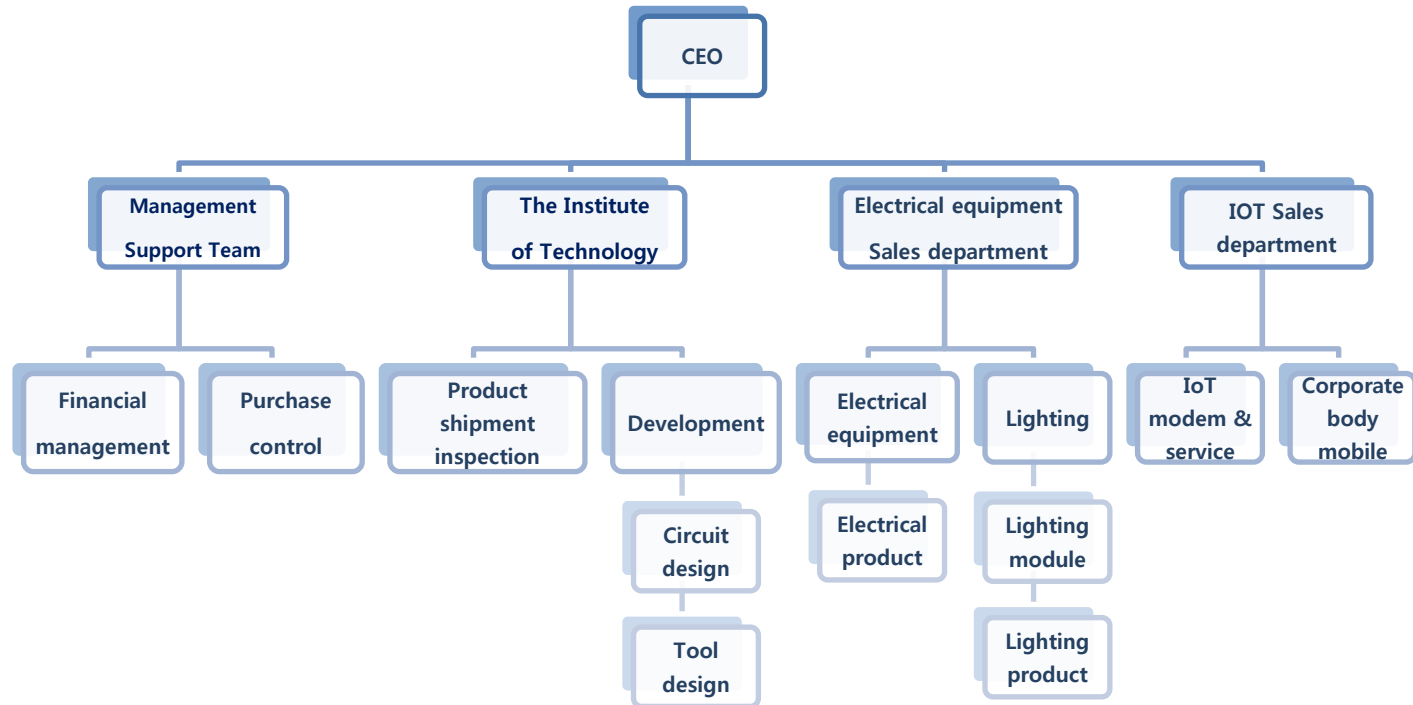 CEO
Management
Support Team
The Institute
of Technology
Electrical equipment
Sales department
IOT Sales
department
Financial
management
Purchase
control
Product
shipment
inspection
Development
Electrical
equipment
Lighting
IoT
modem &
service
Corporate
body
mobile
Circuit
design
Electrical
product
Lighting
module
Tool
design
Lighting
product